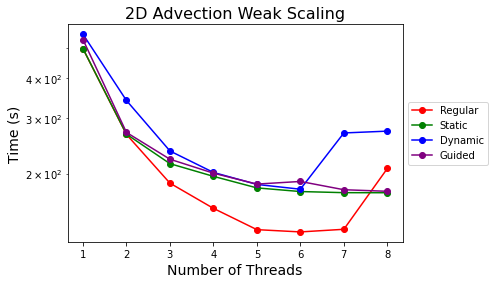 2D Advection Weak Scaling
Time (s)
4 × 10²
3 × 10²
2 × 10²
1 2 3 4 5 6 7 8
Number of Threads
Regular
Static
Dynamic
Guided